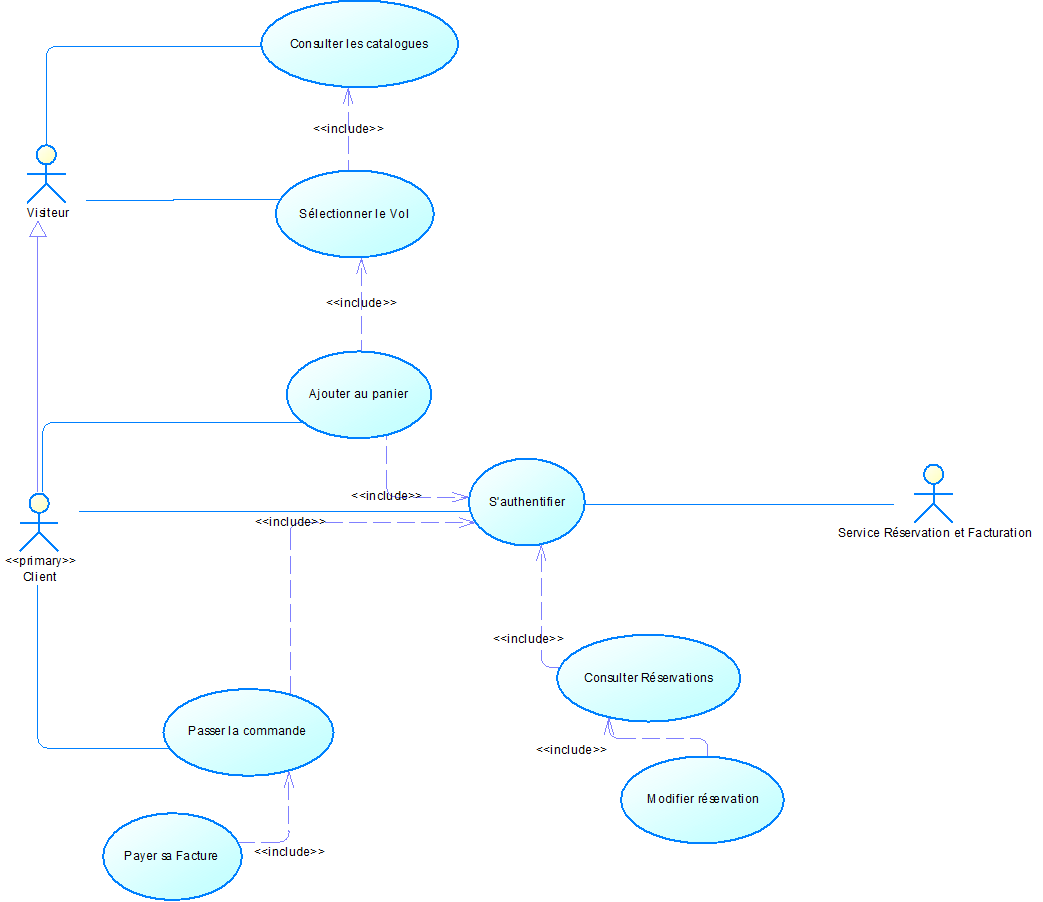 Consulter les catalogues
<<include>>
Visiteur
Sélectionner le Vol
<<include>>
Ajouter au panier
<<include>>
S'authentifier
<<include>>
Service Réservation et Facturation
<<primary>>
Client
<<include>>
Consulter Réservations
Passer la commande
<<include>>
Modifier réservation
Payer sa Facture
<<include>>